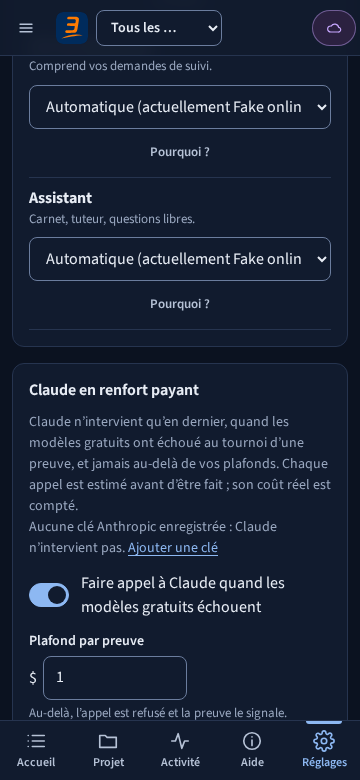 Tous les ...
Comprend vos demandes de suivi.
Automatique (actuellement Fake onlin
Pourquoi ?
Assistant
Carnet, tuteur, questions libres.
Automatique (actuellement Fake onlin
Pourquoi ?
Claude en renfort payant
Claude n’intervient qu’en dernier, quand les
modèles gratuits ont échoué au tournoi d’une
preuve, et jamais au-delà de vos plafonds. Chaque
appel est estimé avant d’être fait ; son coût réel est
compté.
Aucune clé Anthropic enregistrée : Claude
n’intervient pas. Ajouter une clé
Faire appel à Claude quand les
modèles gratuits échouent
Plafond par preuve
$ 1
Au-delà, l’appel est refusé et la preuve le signale.
Accueil Projet Activité Aide Réglages